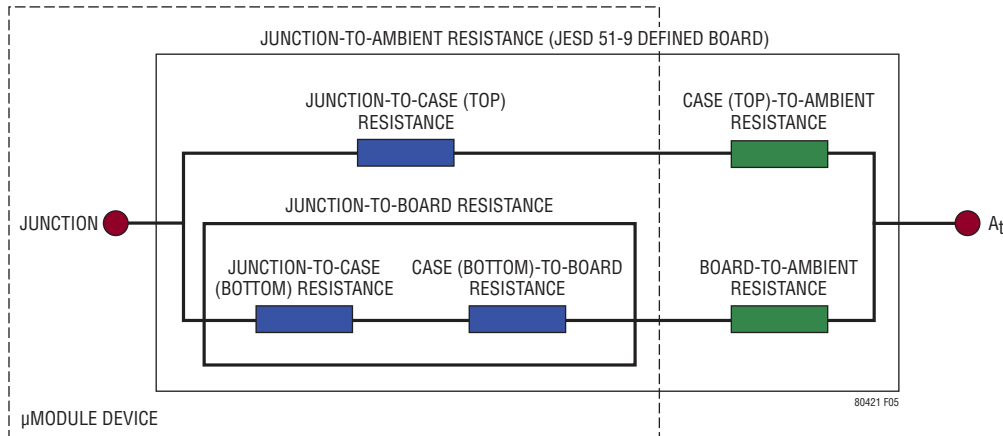 JUNCTION-TO-AMBIENT RESISTANCE (JESD 51-9 DEFINED BOARD)
JUNCTION-TO-CASE (TOP)
RESISTANCE
CASE (TOP)-TO-AMBIENT
RESISTANCE
JUNCTION
JUNCTION-TO-BOARD RESISTANCE
At
JUNCTION-TO-CASE
(BOTTOM) RESISTANCE
CASE (BOTTOM)-TO-BOARD
RESISTANCE
BOARD-TO-AMBIENT
RESISTANCE
80421 F05
µMODULE DEVICE